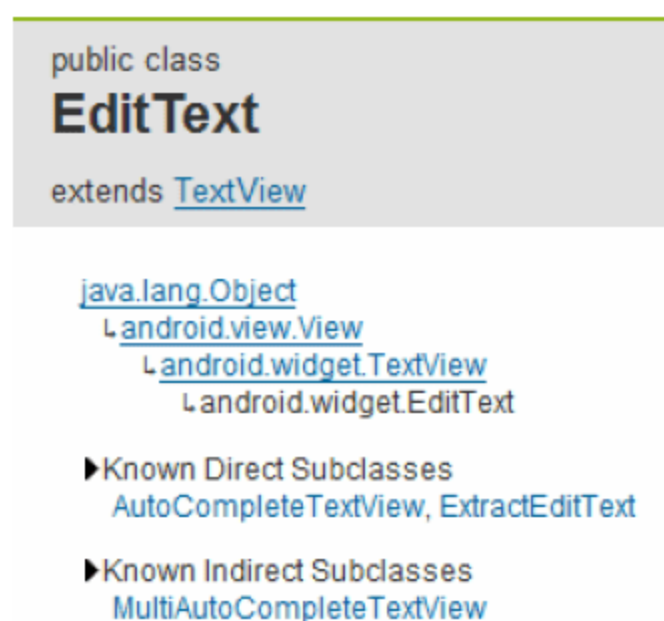 public class
EditText
extends TextView
java.lang.Object
↳android.view.View
↳android.widget.TextView
↳android.widget.EditText
▶Known Direct Subclasses
AutoCompleteTextView, ExtractEditText
▶Known Indirect Subclasses
MultiAutoCompleteTextView